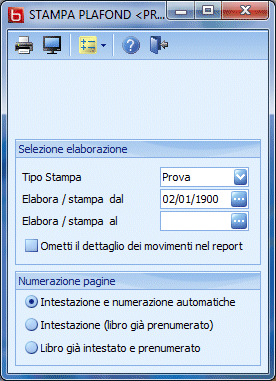 STAMPA PLAFOND <PR...
Selezione elaborazione
Tipo Stampa Prova
Elabora / stampa dal 02/01/1900
Elabora / stampa al
Ometti il dettaglio dei movimenti nel report
Numerazione pagine
Intestazione e numerazione automatiche
Intestazione (libro già prenumerato)
Libro già intestato e prenumerato